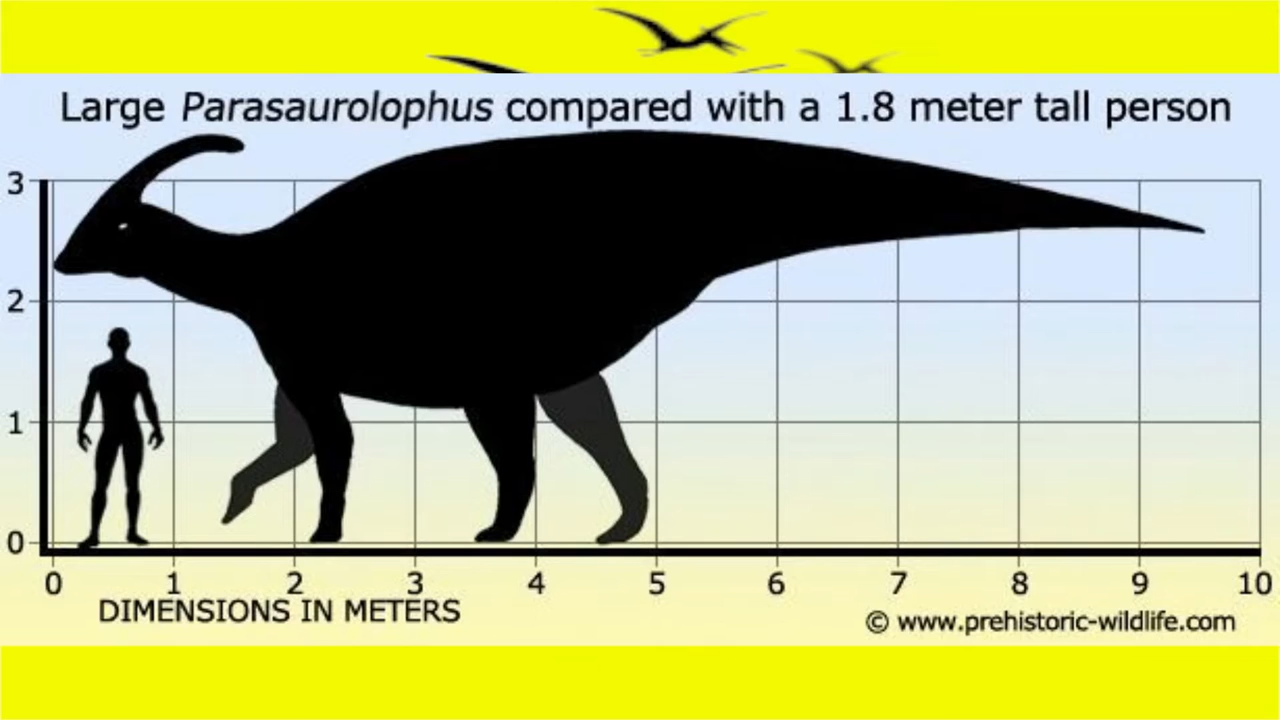 Large Parasaurolophus compared with a 1.8 meter tall person
3
2
1
0
0 1 2 3 4 5 6 7 8 9 10
DIMENSIONS IN METERS
© www.prehistoric-wildlife.com